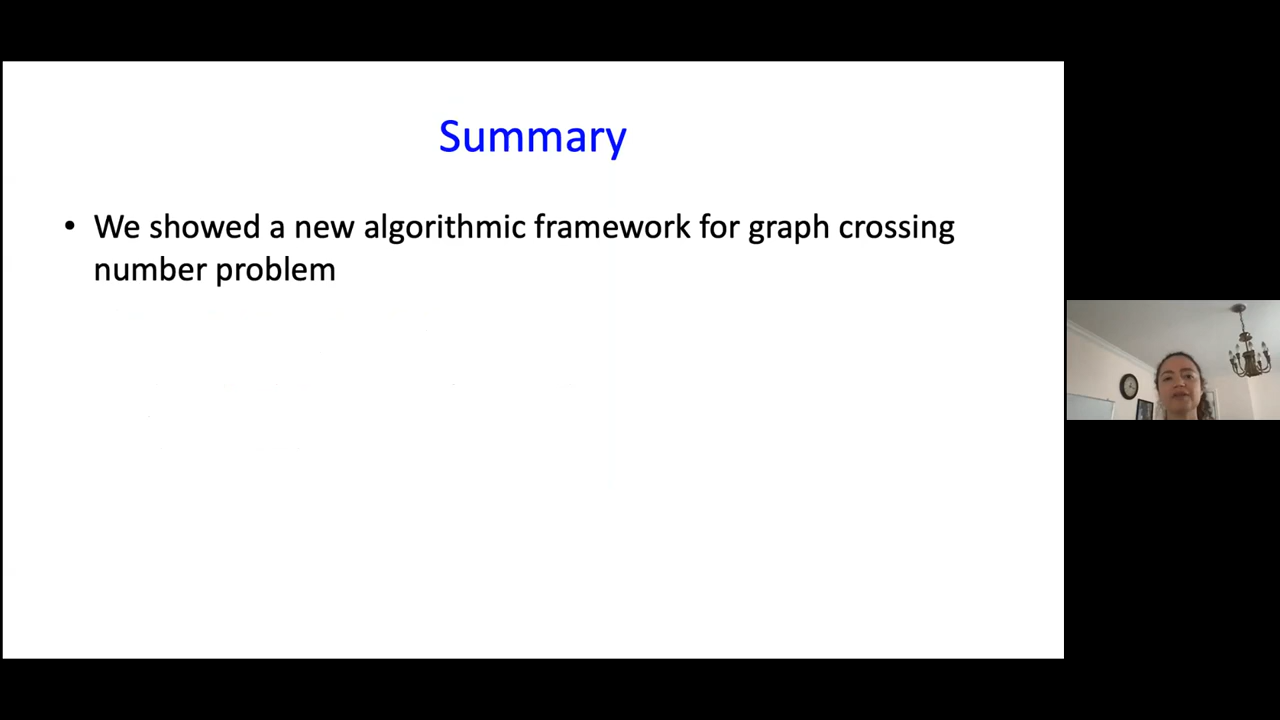 Summary
• We showed a new algorithmic framework for graph crossing
number problem